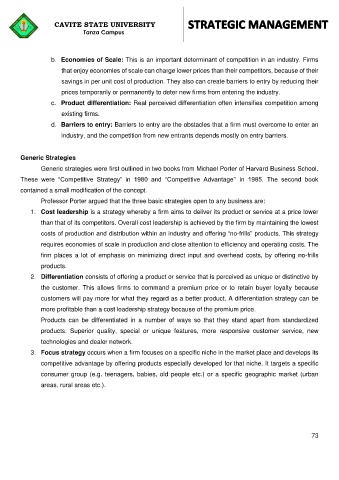 CAVITE STATE UNIVERSITY
Tanza Campus
STRATEGIC MANAGEMENT
b. Economies of Scale: This is an important determinant of competition in an industry. Firms
that enjoy economies of scale can charge lower prices than their competitors, because of their
savings in per unit cost of production. They also can create barriers to entry by reducing their
prices temporarily or permanently to deter new firms from entering the industry.
c. Product differentiation: Real perceived differentiation often intensifies competition among
existing firms.
d. Barriers to entry: Barriers to entry are the obstacles that a firm must overcome to enter an
industry, and the competition from new entrants depends mostly on entry barriers.
Generic Strategies
Generic strategies were first outlined in two books from Michael Porter of Harvard Business School.
These were "Competitive Strategy" in 1980 and "Competitive Advantage" in 1985. The second book
contained a small modification of the concept.
Professor Porter argued that the three basic strategies open to any business are:
1. Cost leadership is a strategy whereby a firm aims to deliver its product or service at a price lower
than that of its competitors. Overall cost leadership is achieved by the firm by maintaining the lowest
costs of production and distribution within an industry and offering "no-frills" products. This strategy
requires economies of scale in production and close attention to efficiency and operating costs. The
firm places a lot of emphasis on minimizing direct input and overhead costs, by offering no-frills
products.
2. Differentiation consists of offering a product or service that is perceived as unique or distinctive by
the customer. This allows firms to command a premium price or to retain buyer loyalty because
customers will pay more for what they regard as a better product. A differentiation strategy can be
more profitable than a cost leadership strategy because of the premium price.
Products can be differentiated in a number of ways so that they stand apart from standardized
products: Superior quality, special or unique features, more responsive customer service, new
technologies and dealer network.
3. Focus strategy occurs when a firm focuses on a specific niche in the market place and develops its
competitive advantage by offering products especially developed for that niche. It targets a specific
consumer group (e.g. teenagers, babies, old people etc.) or a specific geographic market (urban
areas, rural areas etc.).
73